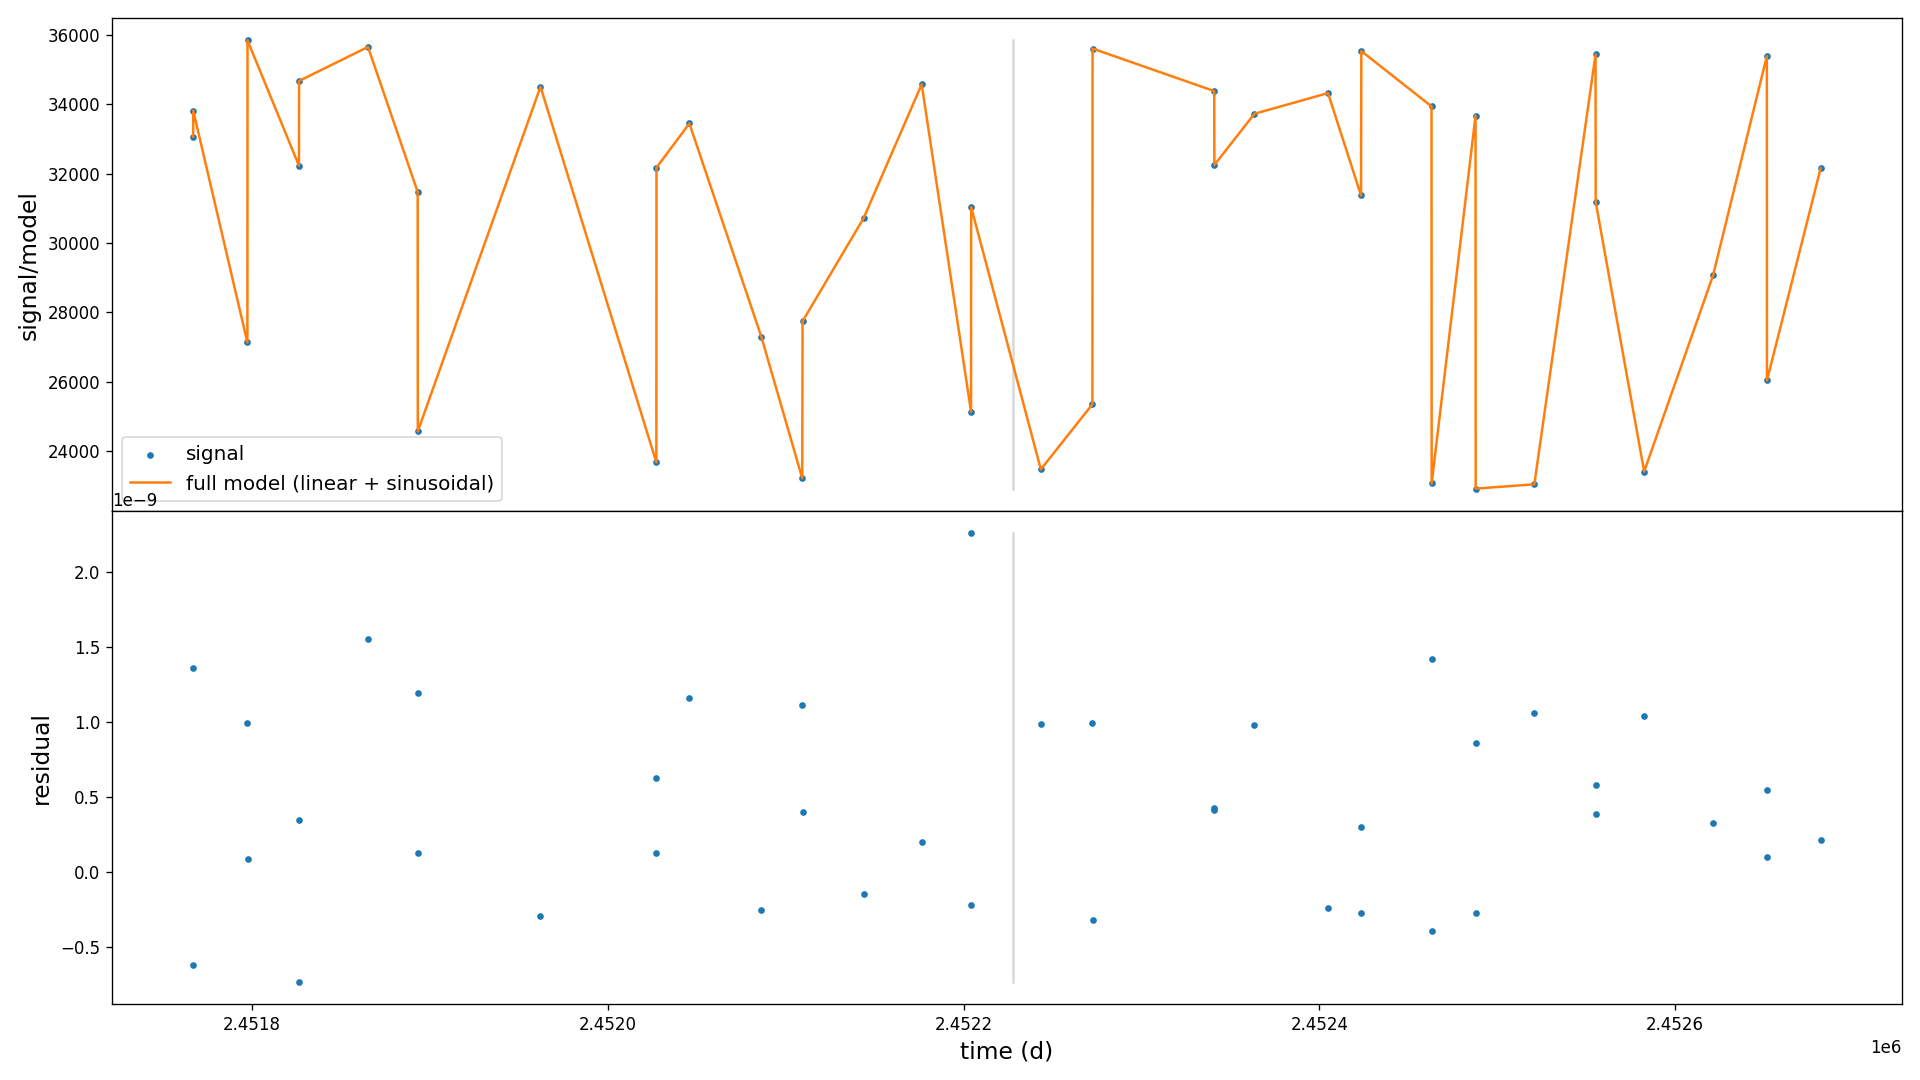 36000
34000
32000
30000
28000
26000
24000
signal/model
signal
full model (linear + sinusoidal)
1e−9
2.0
1.5
1.0
0.5
0.0
−0.5
residual
2.4518
2.4520
2.4522
2.4524
2.4526
time (d)
1e6